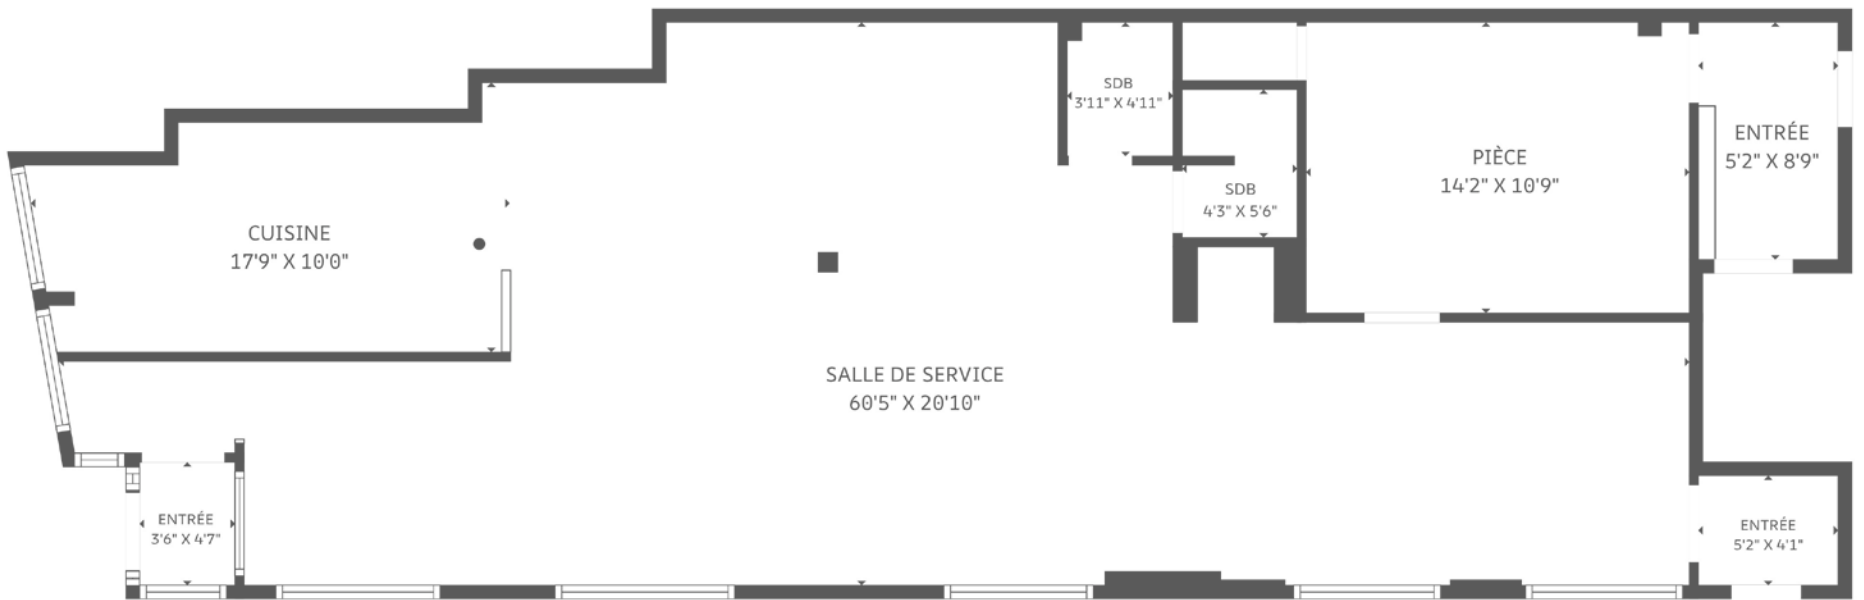 SDB
3'11" X 4'11"
ENTRÉE
5'2" X 8'9"
PIÈCE
14'2" X 10'9"
SDB
4'3" X 5'6"
CUISINE
17'9" X 10'0"
SALLE DE SERVICE
60'5" X 20'10"
ENTRÉE
3'6" X 4'7"
ENTRÉE
5'2" X 4'1"